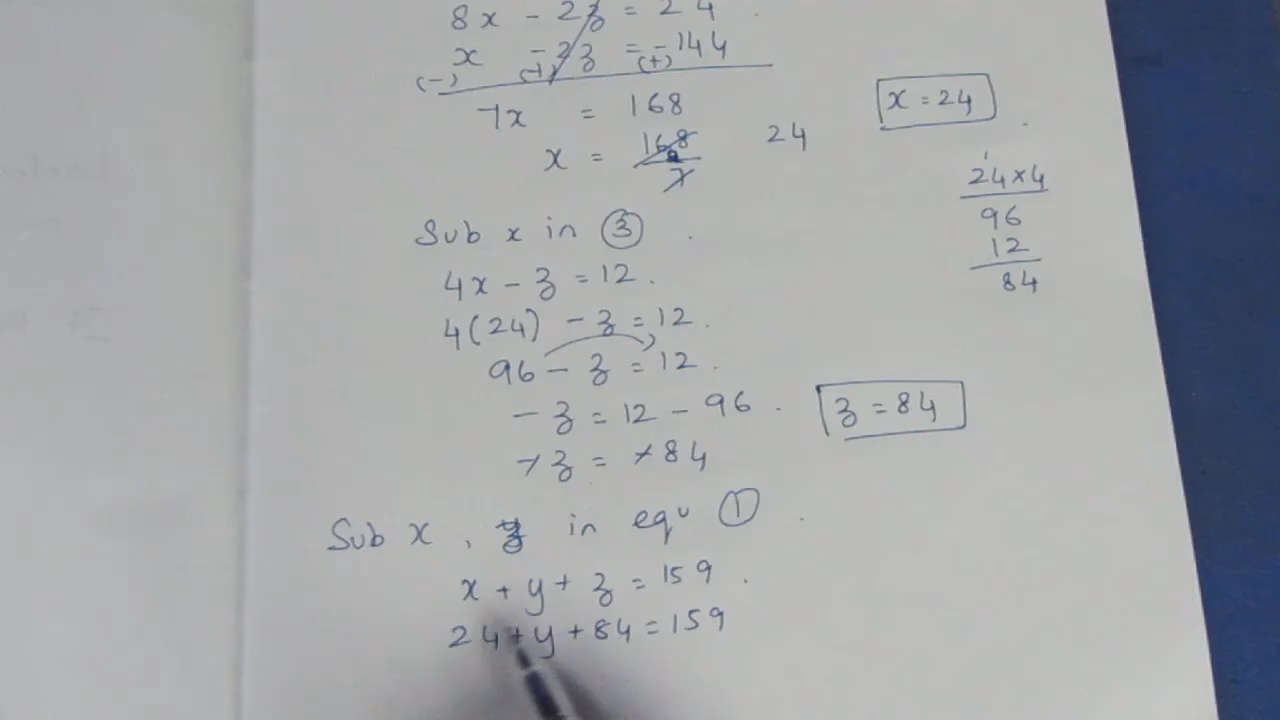 8x - 2z = 24
x - 2z = -144
(-) (+) (+)
7x = 168
x = 168/7 24
x = 24
24×4
96
12
84
Sub x in ③
4x - z = 12.
4(24) - z = 12.
96 - z = 12.
- z = 12 - 96.
- z = - 84
z = 84
Sub x, z in equ ①
x + y + z = 159.
24 + y + 84 = 159